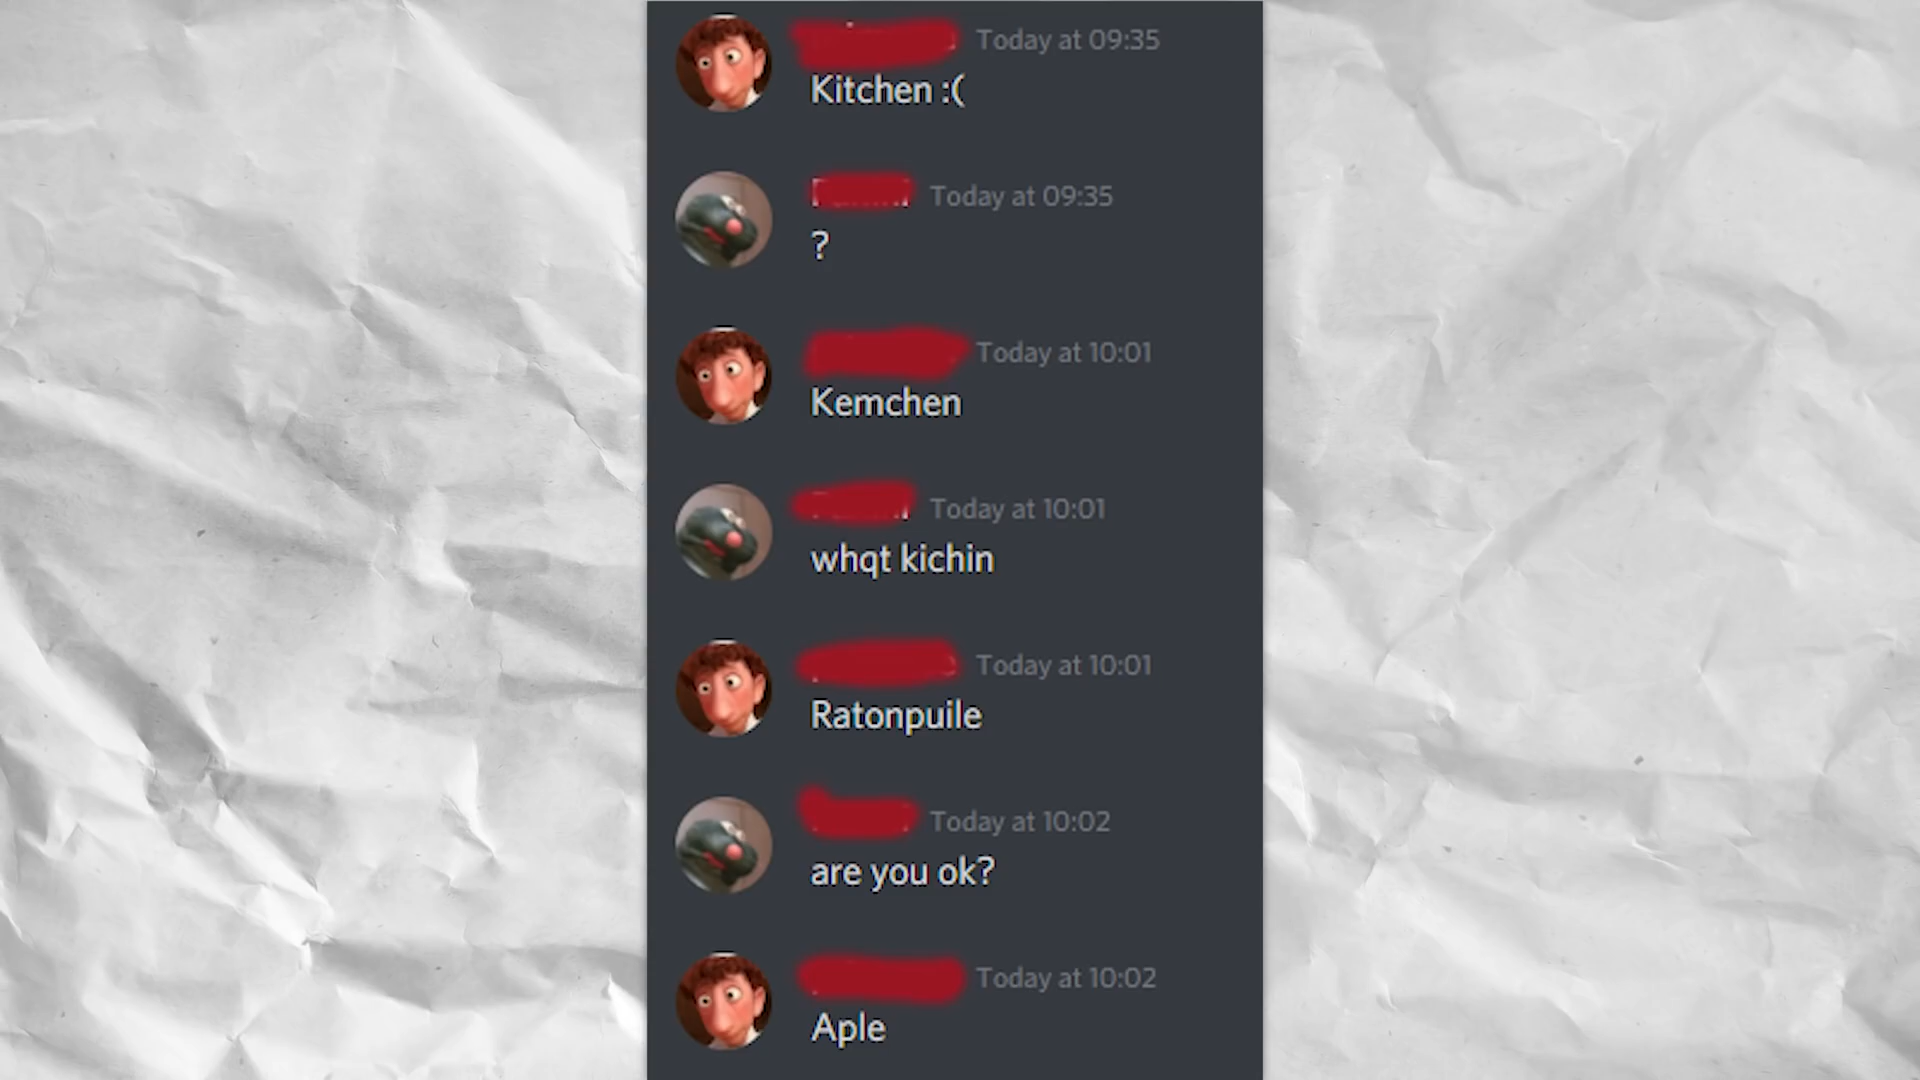 Today at 09:35
Kitchen :(
Today at 09:35
?
Today at 10:01
Kemchen
Today at 10:01
whqt kichin
Today at 10:01
Ratonpuile
Today at 10:02
are you ok?
Today at 10:02
Aple